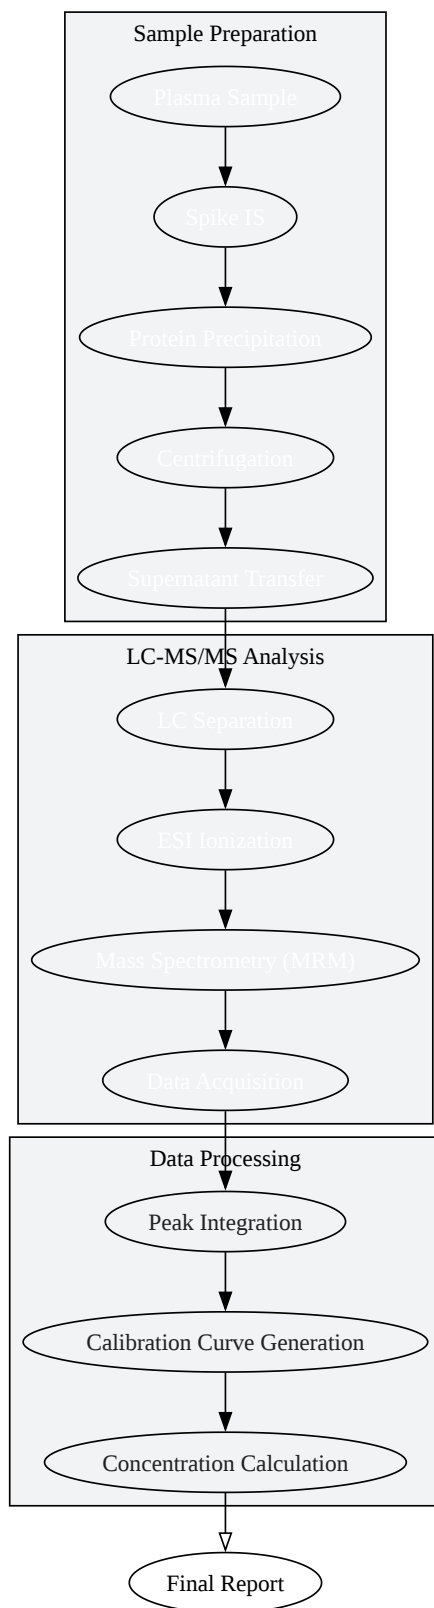 Sample Preparation
Plasma Sample
Spike IS
Protein Precipitation
Centrifugation
Supernatant Transfer
LC-MS/MS Analysis
LC Separation
ESI Ionization
Mass Spectrometry (MRM)
Data Acquisition
Data Processing
Peak Integration
Calibration Curve Generation
Concentration Calculation
Final Report